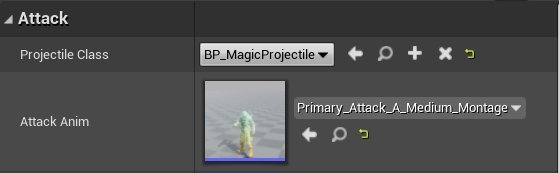 Attack
Projectile Class
BP_MagicProjectile
Attack Anim
Primary_Attack_A_Medium_Montage